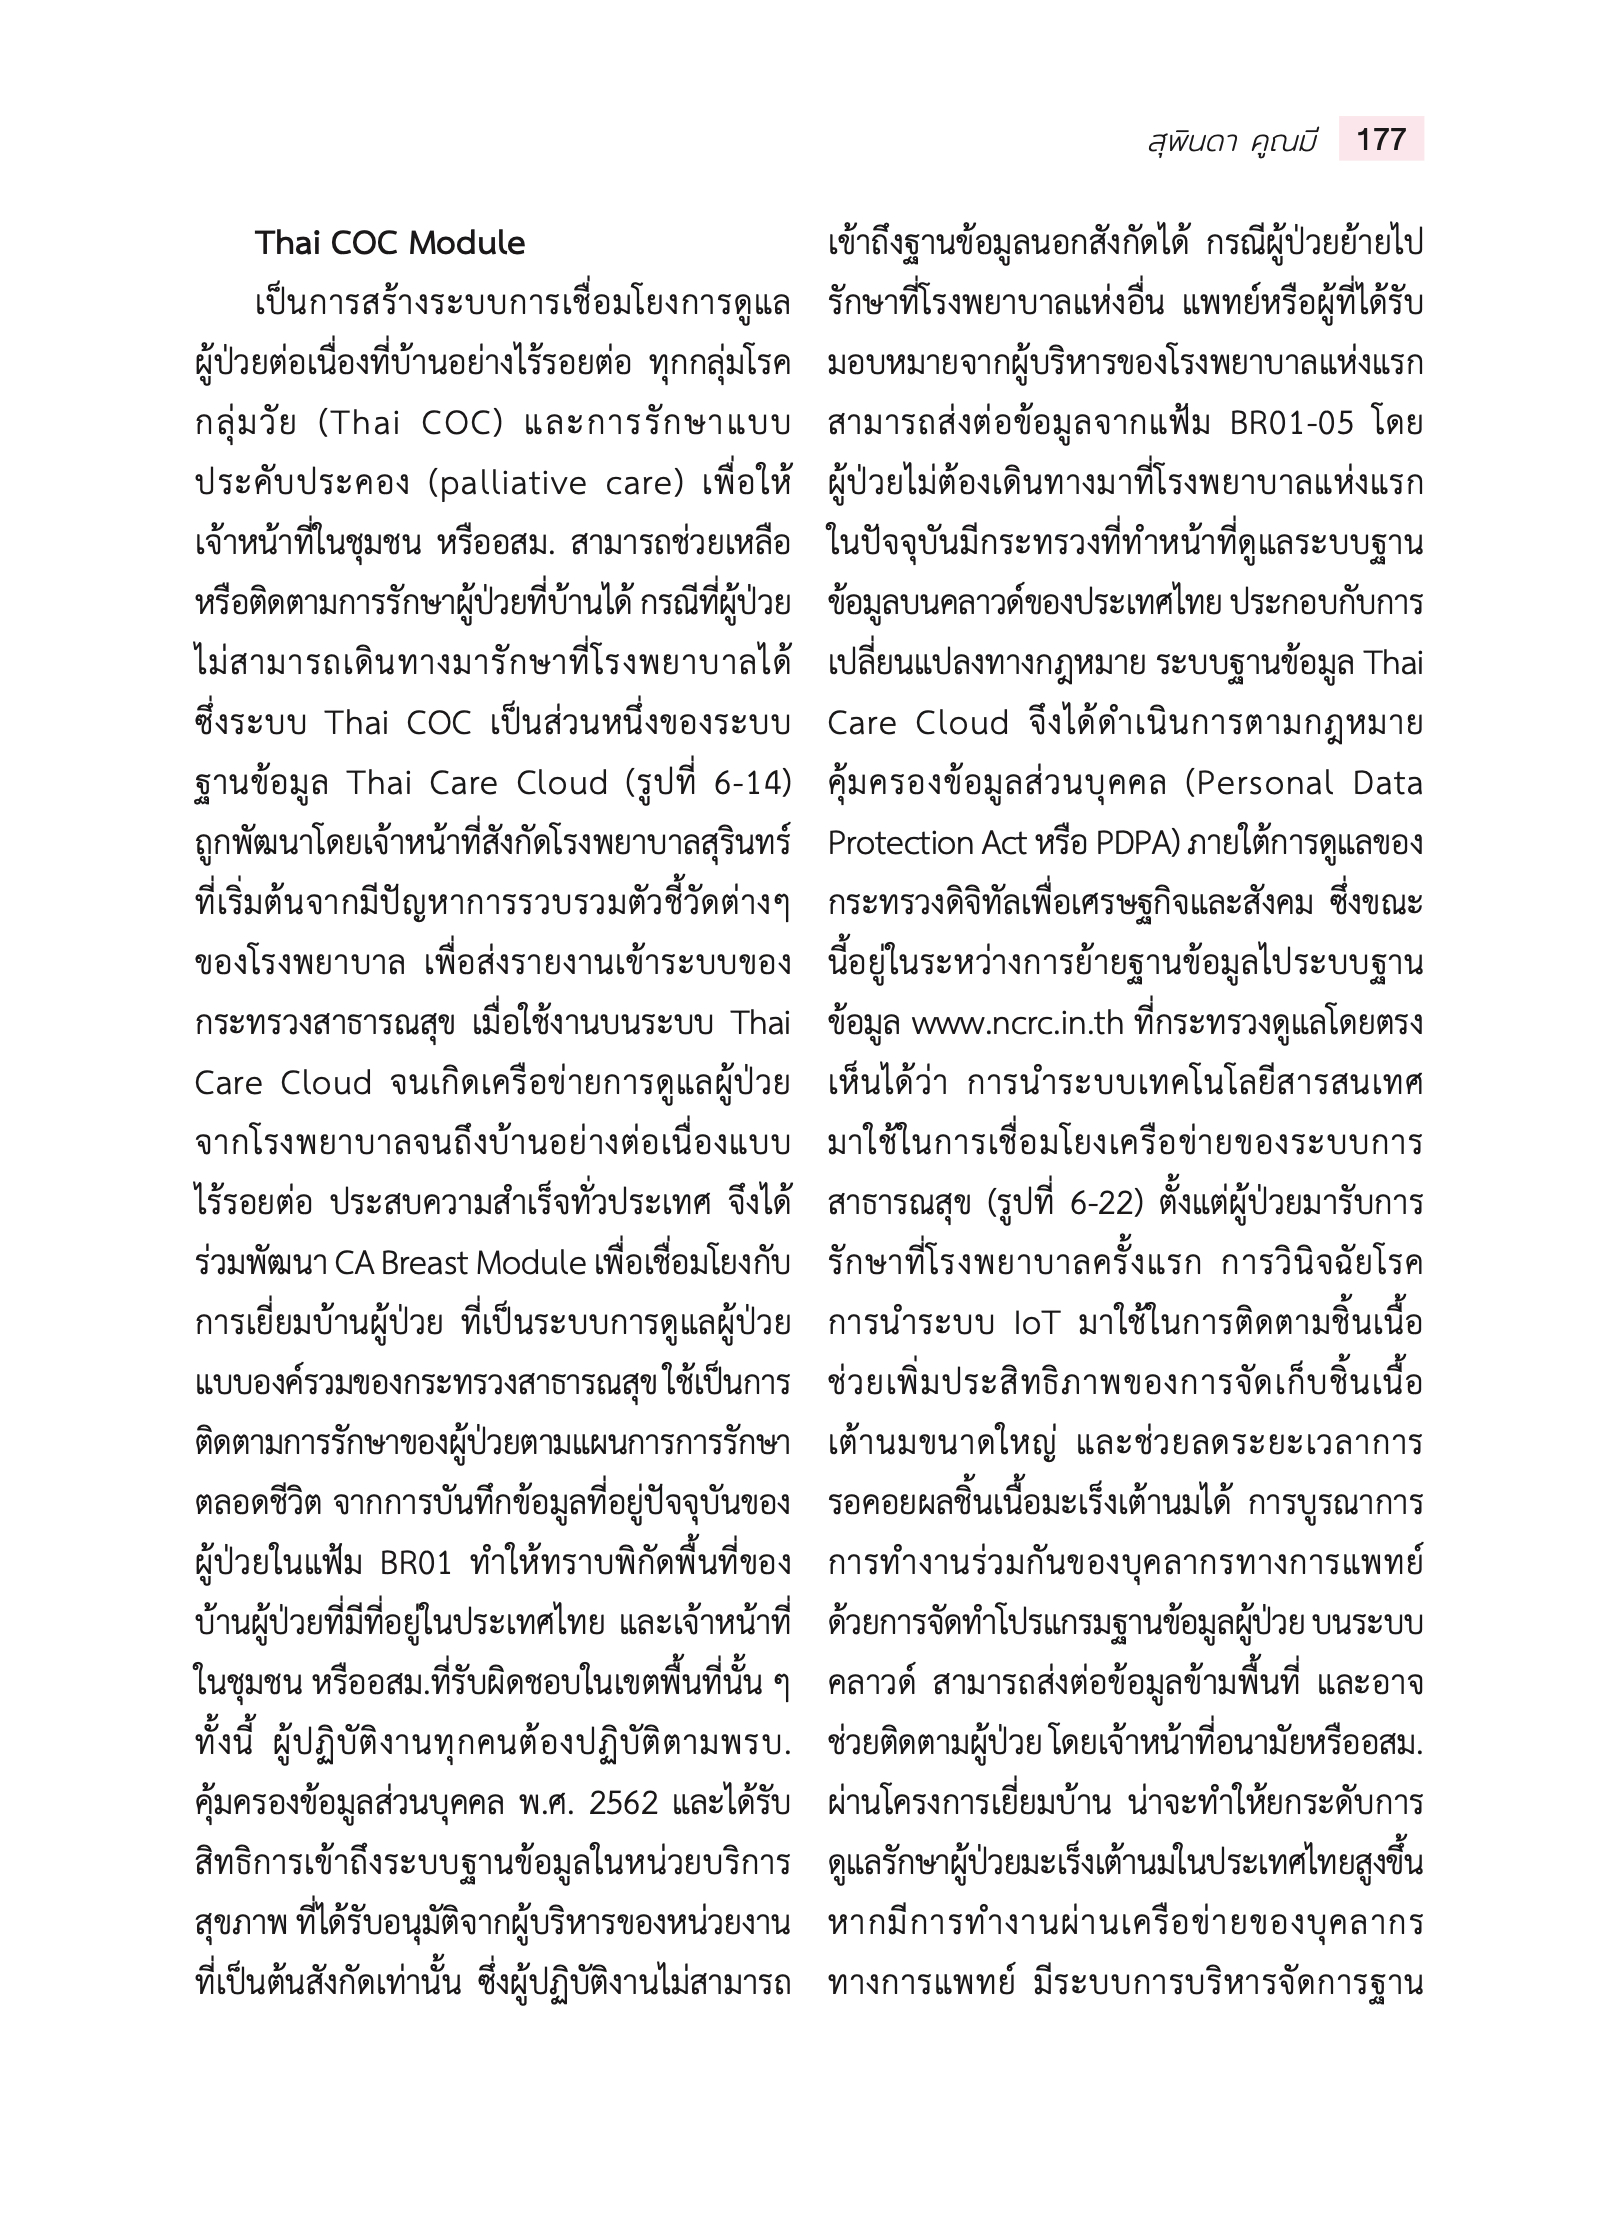 สุพินดา คูณมี 177
Thai COC Module
เป็นการสร้างระบบการเชื่อมโยงการดูแล
ผู้ป่วยต่อเนื่องที่บ้านอย่างไร้รอยต่อ ทุกกลุ่มโรค
กลุ่มวัย (Thai COC) และการรักษาแบบ
ประคับประคอง (palliative care) เพื่อให้
เจ้าหน้าที่ในชุมชน หรืออสม. สามารถช่วยเหลือ
หรือติดตามการรักษาผู้ป่วยที่บ้านได้ กรณีที่ผู้ป่วย
ไม่สามารถเดินทางมารักษาที่โรงพยาบาลได้
ซึ่งระบบ Thai COC เป็นส่วนหนึ่งของระบบ
ฐานข้อมูล Thai Care Cloud (รูปที่ 6-14)
ถูกพัฒนาโดยเจ้าหน้าที่สังกัดโรงพยาบาลสุรินทร์
ที่เริ่มต้นจากมีปัญหาการรวบรวมตัวชี้วัดต่างๆ
ของโรงพยาบาล เพื่อส่งรายงานเข้าระบบของ
กระทรวงสาธารณสุข เมื่อใช้งานบนระบบ Thai
Care Cloud จนเกิดเครือข่ายการดูแลผู้ป่วย
จากโรงพยาบาลจนถึงบ้านอย่างต่อเนื่องแบบ
ไร้รอยต่อ ประสบความสำเร็จทั่วประเทศ จึงได้
ร่วมพัฒนา CA Breast Module เพื่อเชื่อมโยงกับ
การเยี่ยมบ้านผู้ป่วย ที่เป็นระบบการดูแลผู้ป่วย
แบบองค์รวมของกระทรวงสาธารณสุข ใช้เป็นการ
ติดตามการรักษาของผู้ป่วยตามแผนการการรักษา
ตลอดชีวิต จากการบันทึกข้อมูลที่อยู่ปัจจุบันของ
ผู้ป่วยในแฟ้ม BR01 ทำให้ทราบพิกัดพื้นที่ของ
บ้านผู้ป่วยที่มีที่อยู่ในประเทศไทย และเจ้าหน้าที่
ในชุมชน หรืออสม.ที่รับผิดชอบในเขตพื้นที่นั้น ๆ
ทั้งนี้ ผู้ปฏิบัติงานทุกคนต้องปฏิบัติตามพรบ.
คุ้มครองข้อมูลส่วนบุคคล พ.ศ. 2562 และได้รับ
สิทธิการเข้าถึงระบบฐานข้อมูลในหน่วยบริการ
สุขภาพ ที่ได้รับอนุมัติจากผู้บริหารของหน่วยงาน
ที่เป็นต้นสังกัดเท่านั้น ซึ่งผู้ปฏิบัติงานไม่สามารถ
เข้าถึงฐานข้อมูลนอกสังกัดได้ กรณีผู้ป่วยย้ายไป
รักษาที่โรงพยาบาลแห่งอื่น แพทย์หรือผู้ที่ได้รับ
มอบหมายจากผู้บริหารของโรงพยาบาลแห่งแรก
สามารถส่งต่อข้อมูลจากแฟ้ม BR01-05 โดย
ผู้ป่วยไม่ต้องเดินทางมาที่โรงพยาบาลแห่งแรก
ในปัจจุบันมีกระทรวงที่ทำหน้าที่ดูแลระบบฐาน
ข้อมูลบนคลาวด์ของประเทศไทย ประกอบกับการ
เปลี่ยนแปลงทางกฎหมาย ระบบฐานข้อมูล Thai
Care Cloud จึงได้ดำเนินการตามกฎหมาย
คุ้มครองข้อมูลส่วนบุคคล (Personal Data
Protection Act หรือ PDPA) ภายใต้การดูแลของ
กระทรวงดิจิทัลเพื่อเศรษฐกิจและสังคม ซึ่งขณะ
นี้อยู่ในระหว่างการย้ายฐานข้อมูลไประบบฐาน
ข้อมูล www.ncrc.in.th ที่กระทรวงดูแลโดยตรง
เห็นได้ว่า การนำระบบเทคโนโลยีสารสนเทศ
มาใช้ในการเชื่อมโยงเครือข่ายของระบบการ
สาธารณสุข (รูปที่ 6-22) ตั้งแต่ผู้ป่วยมารับการ
รักษาที่โรงพยาบาลครั้งแรก การวินิจฉัยโรค
การนำระบบ IoT มาใช้ในการติดตามชิ้นเนื้อ
ช่วยเพิ่มประสิทธิภาพของการจัดเก็บชิ้นเนื้อ
เต้านมขนาดใหญ่ และช่วยลดระยะเวลาการ
รอคอยผลชิ้นเนื้อมะเร็งเต้านมได้ การบูรณาการ
การทำงานร่วมกันของบุคลากรทางการแพทย์
ด้วยการจัดทำโปรแกรมฐานข้อมูลผู้ป่วย บนระบบ
คลาวด์ สามารถส่งต่อข้อมูลข้ามพื้นที่ และอาจ
ช่วยติดตามผู้ป่วย โดยเจ้าหน้าที่อนามัยหรืออสม.
ผ่านโครงการเยี่ยมบ้าน น่าจะทำให้ยกระดับการ
ดูแลรักษาผู้ป่วยมะเร็งเต้านมในประเทศไทยสูงขึ้น
หากมีการทำงานผ่านเครือข่ายของบุคลากร
ทางการแพทย์ มีระบบการบริหารจัดการฐาน